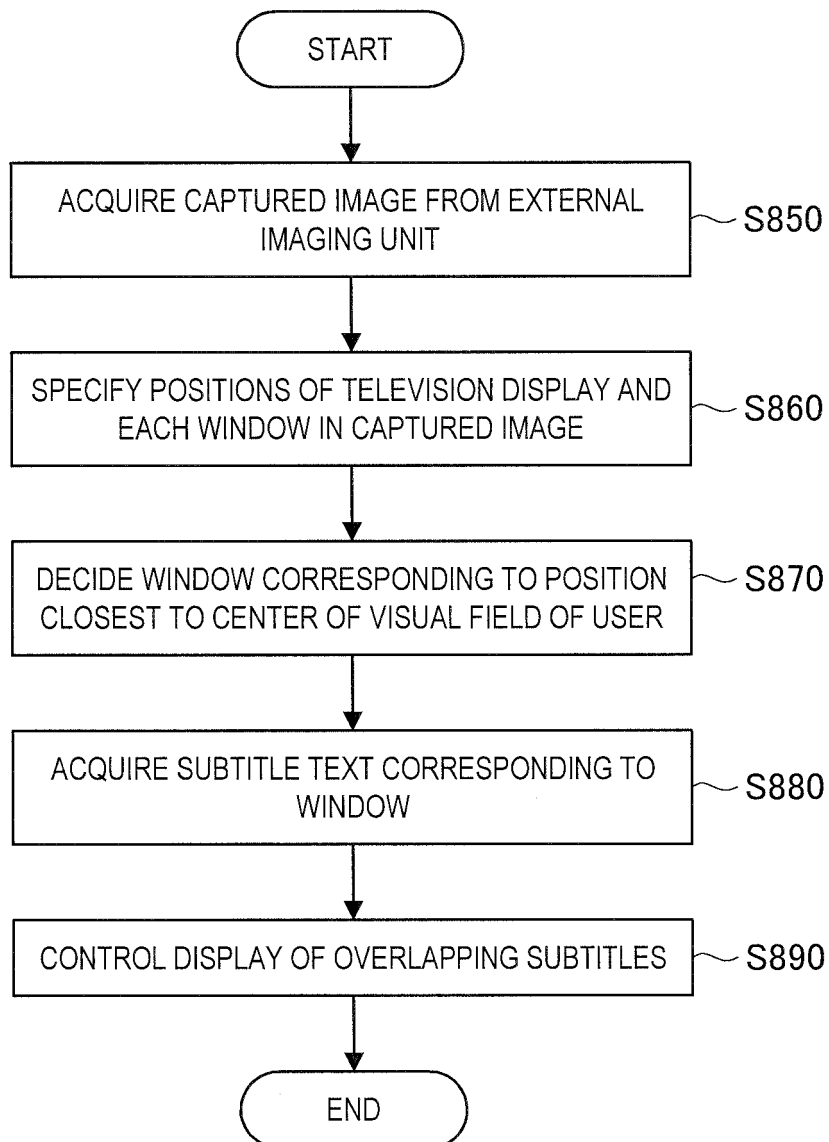 START
ACQUIRE CAPTURED IMAGE FROM EXTERNAL
IMAGING UNIT
S850
SPECIFY POSITIONS OF TELEVISION DISPLAY AND
EACH WINDOW IN CAPTURED IMAGE
S860
DECIDE WINDOW CORRESPONDING TO POSITION
CLOSEST TO CENTER OF VISUAL FIELD OF USER
S870
ACQUIRE SUBTITLE TEXT CORRESPONDING TO
WINDOW
S880
CONTROL DISPLAY OF OVERLAPPING SUBTITLES
S890
END